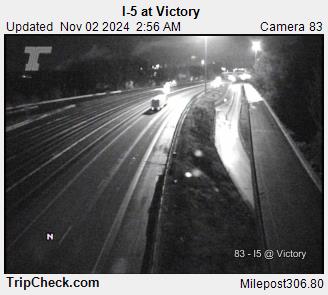 I-5 at Victory
Updated  Nov 02 2024  2:56 AM
Camera 83
T
N
83 - I5 @ Victory
TripCheck.com
Milepost306.80